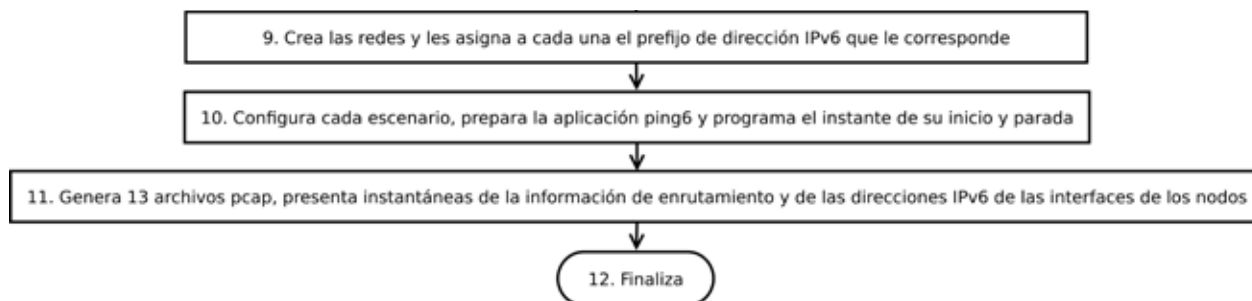 9. Crea las redes y les asigna a cada una el prefijo de dirección IPv6 que le corresponde
10. Configura cada escenario, prepara la aplicación ping6 y programa el instante de su inicio y parada
11. Genera 13 archivos pcap, presenta instantáneas de la información de enrutamiento y de las direcciones IPv6 de las interfaces de los nodos
12. Finaliza